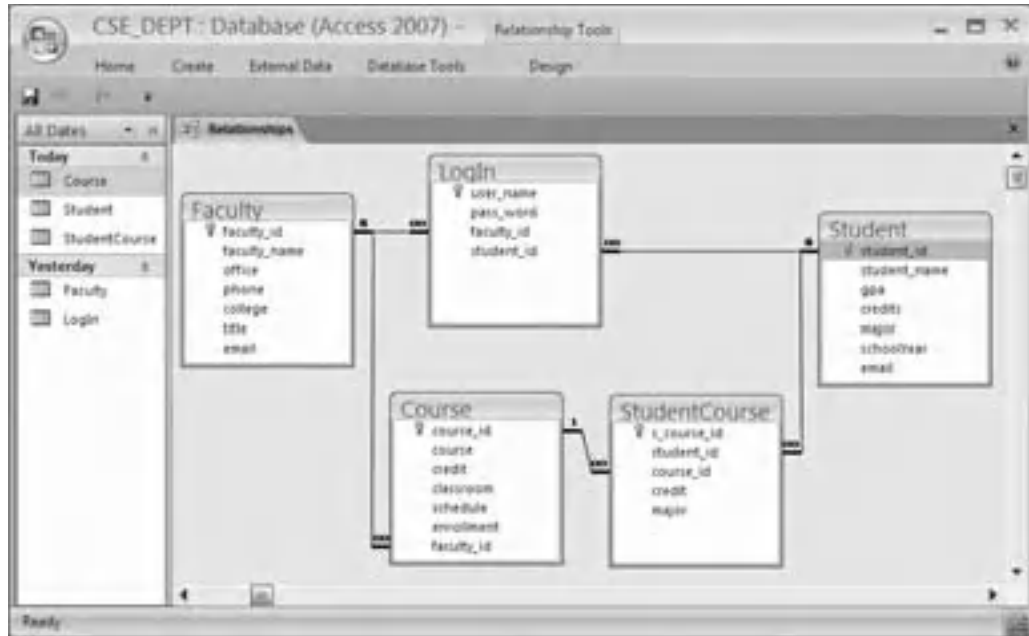 CSE_DEPT : Database (Access 2007) –
Relationship Tools
Home
Create
External Data
Database Tools
Design
All Dates
Relationships
Today
Course
Student
StudentCourse
Yesterday
Faculty
LogIn
Faculty
faculty_id
faculty_name
office
phone
college
title
email
LogIn
user_name
pass_word
faculty_id
student_id
Student
student_id
student_name
gpa
credits
major
schoolYear
email
Course
course_id
course
credit
classroom
schedule
enrollment
faculty_id
1
StudentCourse
s_course_id
student_id
course_id
credit
major
Ready